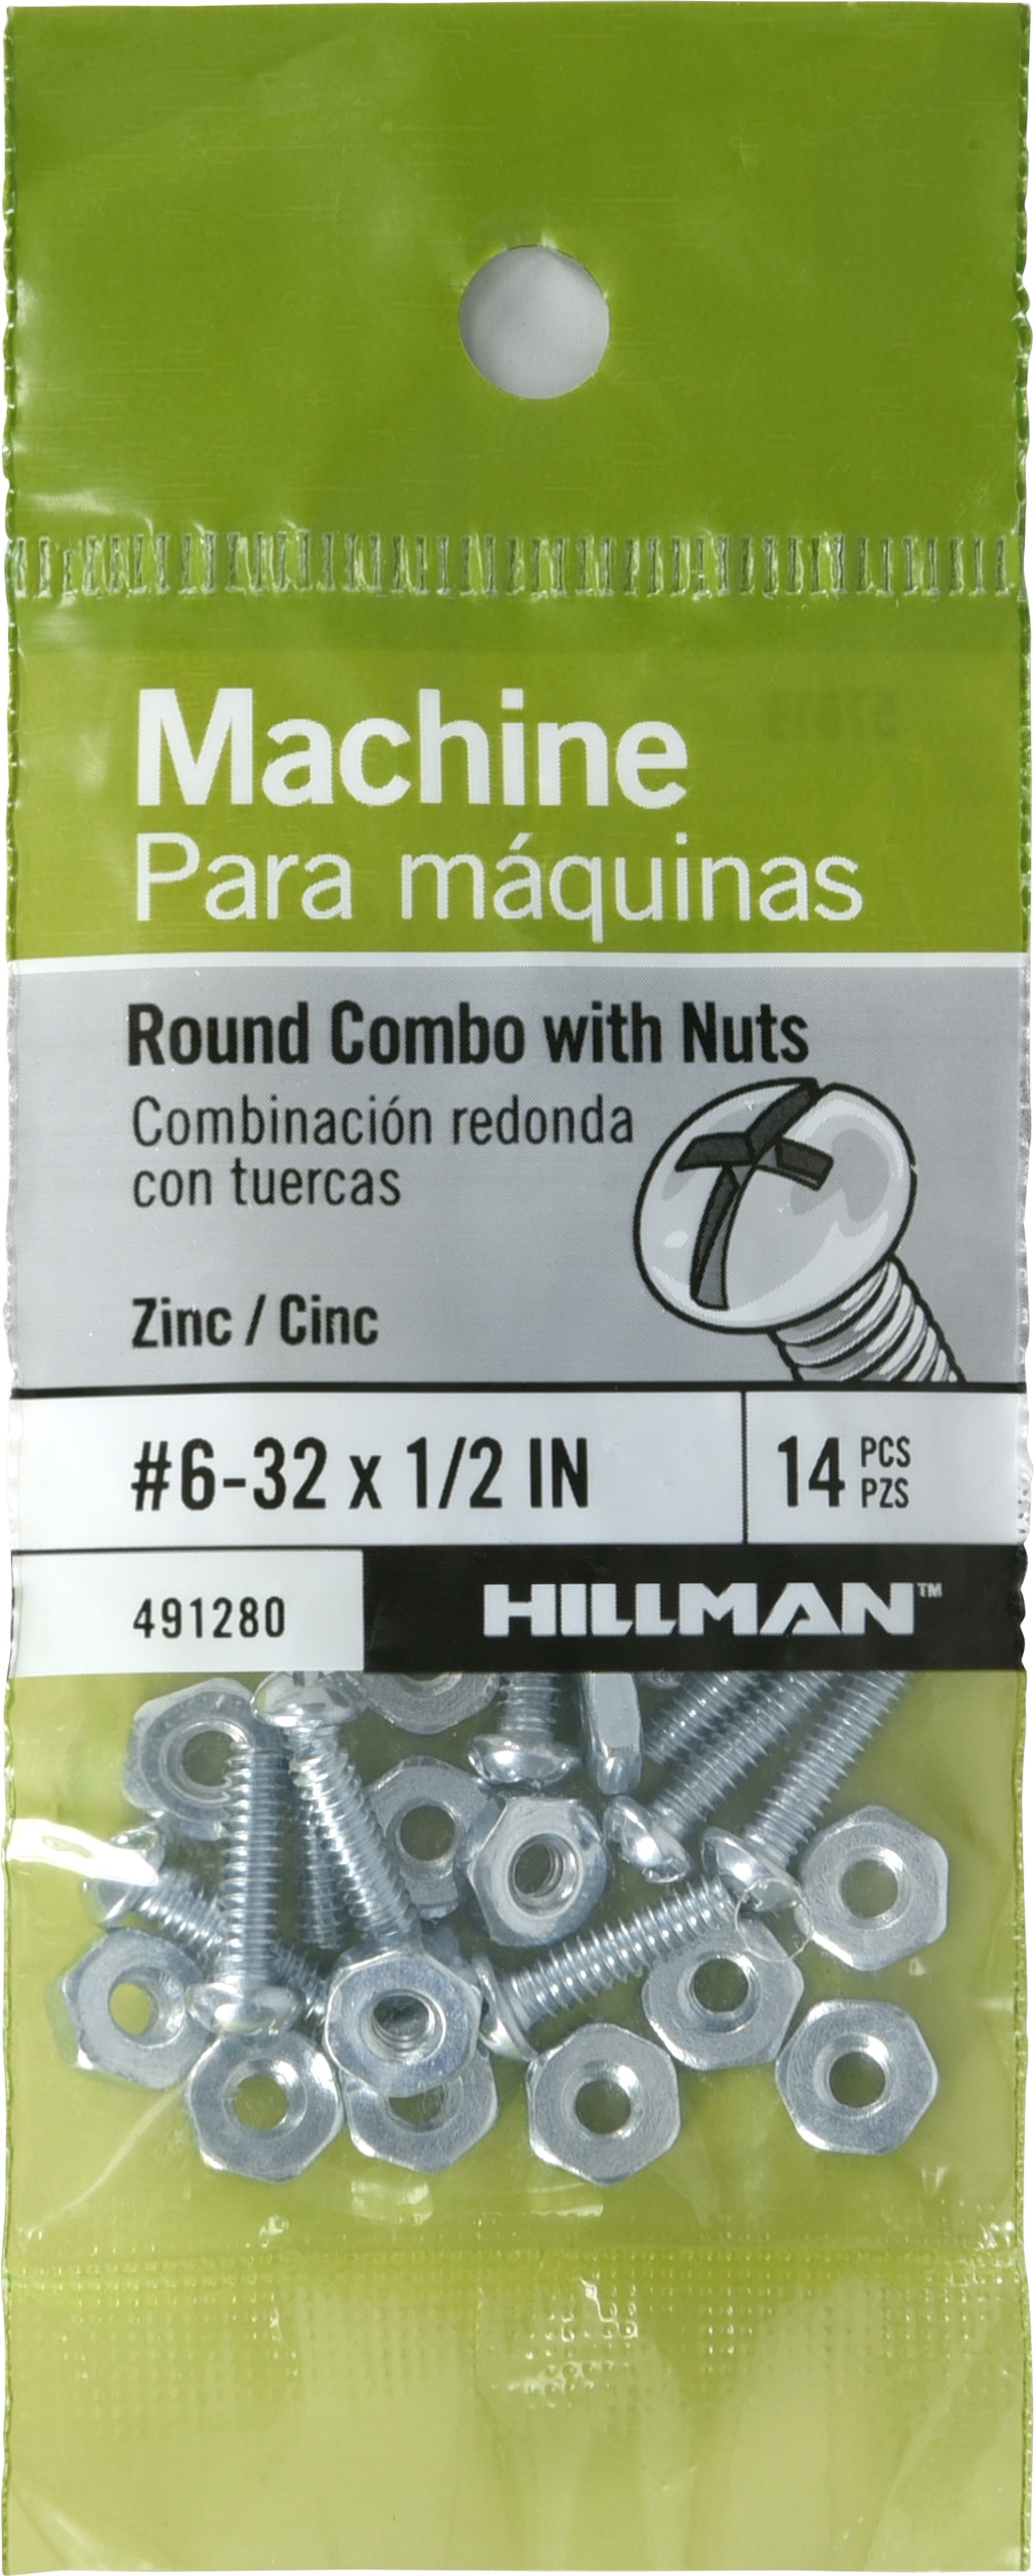 Machine
Para máquinas
Round Combo with Nuts
Combinación redonda
con tuercas
Zinc / Cinc
#6-32 x 1/2 IN
14 PCS
PZS
491280
HILLMAN™